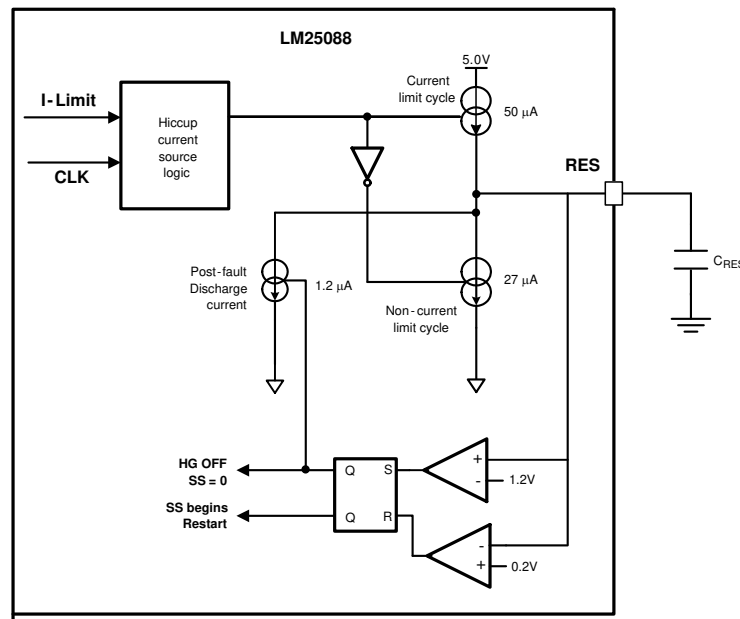 LM25088
5.0V
Current
limit cycle
50 µA
I-Limit
Hiccup
current
source
logic
CLK
RES
C_RES
Post-fault
Discharge
current
1.2 µA
27 µA
Non-current
limit cycle
HG OFF
SS = 0
Q
S
+
-
1.2V
SS begins
Restart
Q
R
-
+
0.2V